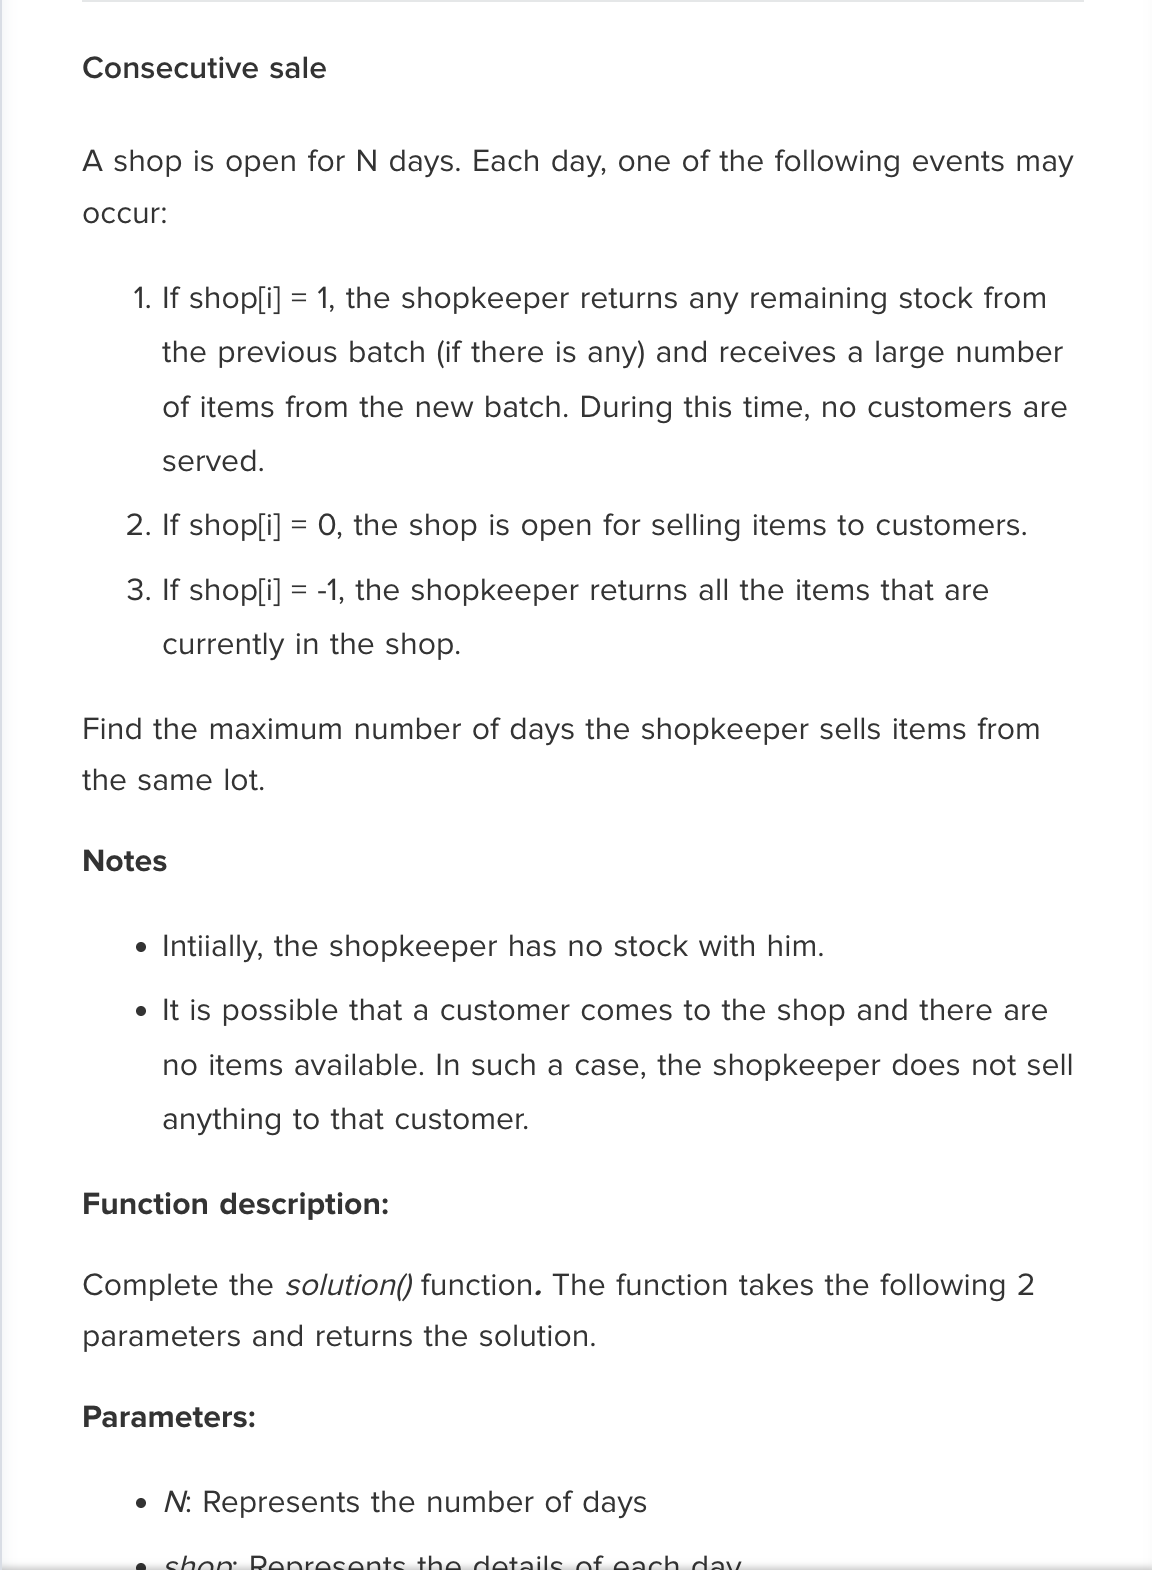 Consecutive sale
A shop is open for N days. Each day, one of the following events may
occur:
1. If shop[i] = 1, the shopkeeper returns any remaining stock from
the previous batch (if there is any) and receives a large number
of items from the new batch. During this time, no customers are
served.
2. If shop[i] = 0, the shop is open for selling items to customers.
3. If shop[i] = -1, the shopkeeper returns all the items that are
currently in the shop.
Find the maximum number of days the shopkeeper sells items from
the same lot.
Notes
• Intiially, the shopkeeper has no stock with him.
• It is possible that a customer comes to the shop and there are
no items available. In such a case, the shopkeeper does not sell
anything to that customer.
Function description:
Complete the solution() function. The function takes the following 2
parameters and returns the solution.
Parameters:
• N: Represents the number of days
• shop: Represents the details of each day